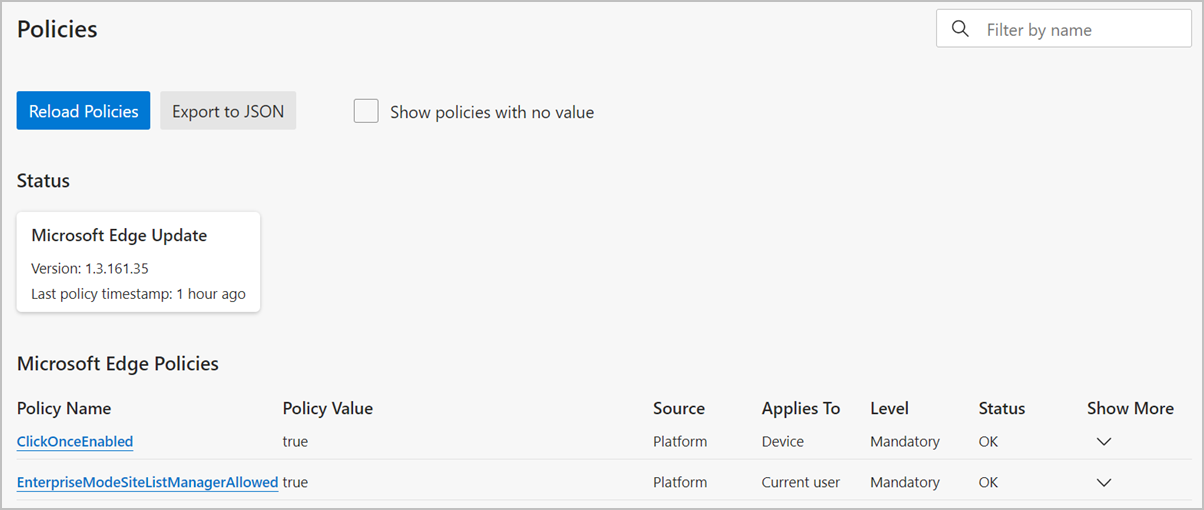 Policies
Filter by name
Reload Policies Export to JSON Show policies with no value
Status
Microsoft Edge Update
Version: 1.3.161.35
Last policy timestamp: 1 hour ago
Microsoft Edge Policies
Policy Name Policy Value Source Applies To Level Status Show More
ClickOnceEnabled true Platform Device Mandatory OK
EnterpriseModeSiteListManagerAllowed true Platform Current user Mandatory OK